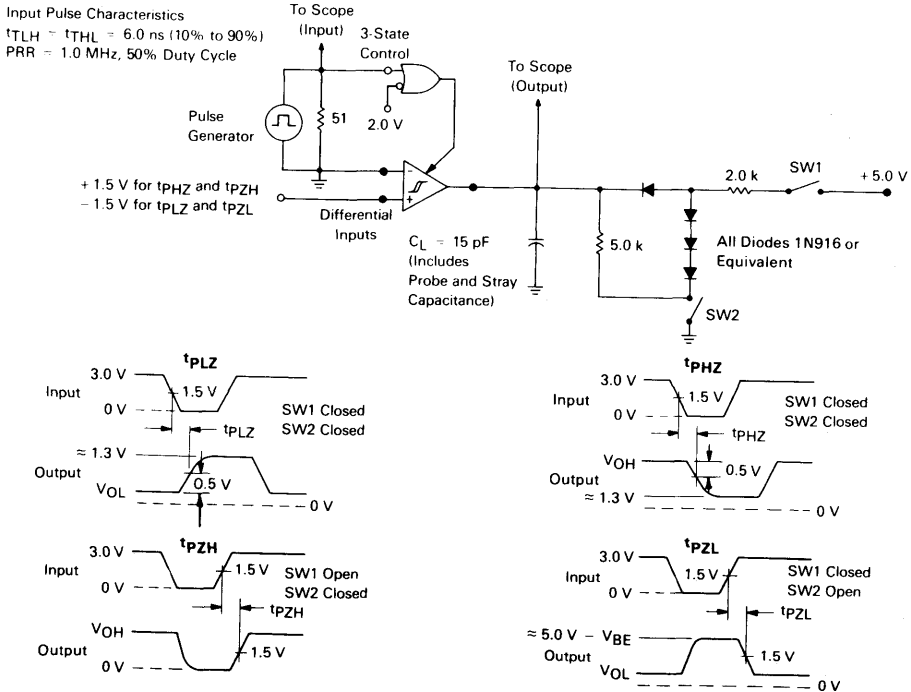 Input Pulse Characteristics
tTLH = tTHL = 6.0 ns (10% to 90%)
PRR = 1.0 MHz, 50% Duty Cycle
To Scope
(Input)
3-State
Control
To Scope
(Output)
Pulse
Generator
51
2.0 V
2.0 k
SW1
+5.0 V
+ 1.5 V for tPHZ and tPZH
− 1.5 V for tPLZ and tPZL
−
+
Differential
Inputs
CL = 15 pF
(Includes
Probe and Stray
Capacitance)
5.0 k
All Diodes 1N916 or
Equivalent
SW2
tPLZ
3.0 V
Input
1.5 V
0 V
SW1 Closed
SW2 Closed
tPLZ
≈ 1.3 V
Output
0.5 V
VOL
0 V
tPHZ
3.0 V
Input
1.5 V
0 V
SW1 Closed
SW2 Closed
tPHZ
VOH
0.5 V
Output
≈ 1.3 V
0 V
tPZH
3.0 V
Input
1.5 V
0 V
SW1 Open
SW2 Closed
tPZH
VOH
Output
1.5 V
0 V
tPZL
3.0 V
Input
1.5 V
0 V
SW1 Closed
SW2 Open
tPZL
≈ 5.0 V − VBE
Output
1.5 V
VOL
0 V